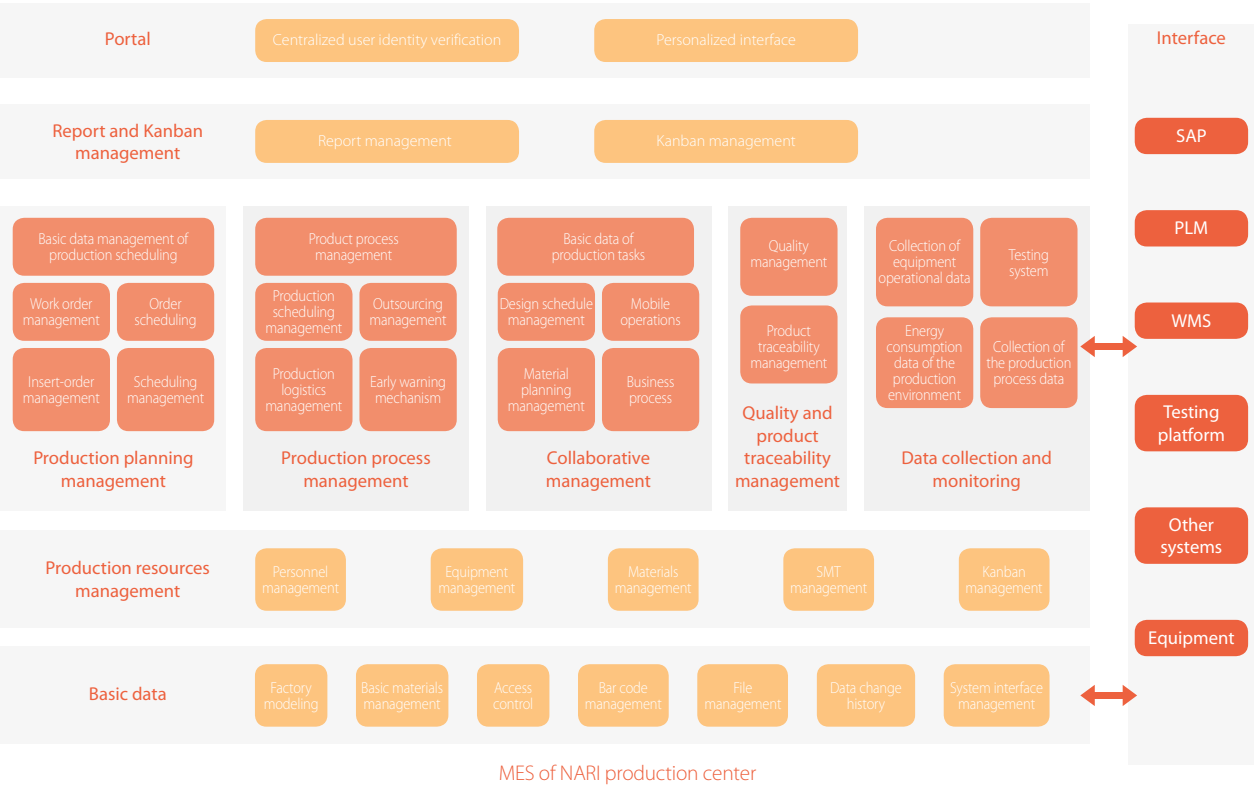 Portal
Centralized user identity verification
Personalized interface
Report and Kanban
management
Report management
Kanban management
Basic data management of
production scheduling
Work order
management
Order
scheduling
Insert-order
management
Scheduling
management
Production planning
management
Product process
management
Production
scheduling
management
Outsourcing
management
Production
logistics
management
Early warning
mechanism
Production process
management
Basic data of
production tasks
Design schedule
management
Mobile
operations
Material
planning
management
Business
process
Collaborative
management
Quality
management
Product
traceability
management
Quality and
product
traceability
management
Collection of
equipment
operational data
Testing
system
Energy
consumption
data of the
production
environment
Collection of
the production
process data
Data collection and
monitoring
Production resources
management
Personnel
management
Equipment
management
Materials
management
SMT
management
Kanban
management
Basic data
Factory
modeling
Basic materials
management
Access
control
Bar code
management
File
management
Data change
history
System interface
management
Interface
SAP
PLM
WMS
Testing
platform
Other
systems
Equipment
MES of NARI production center